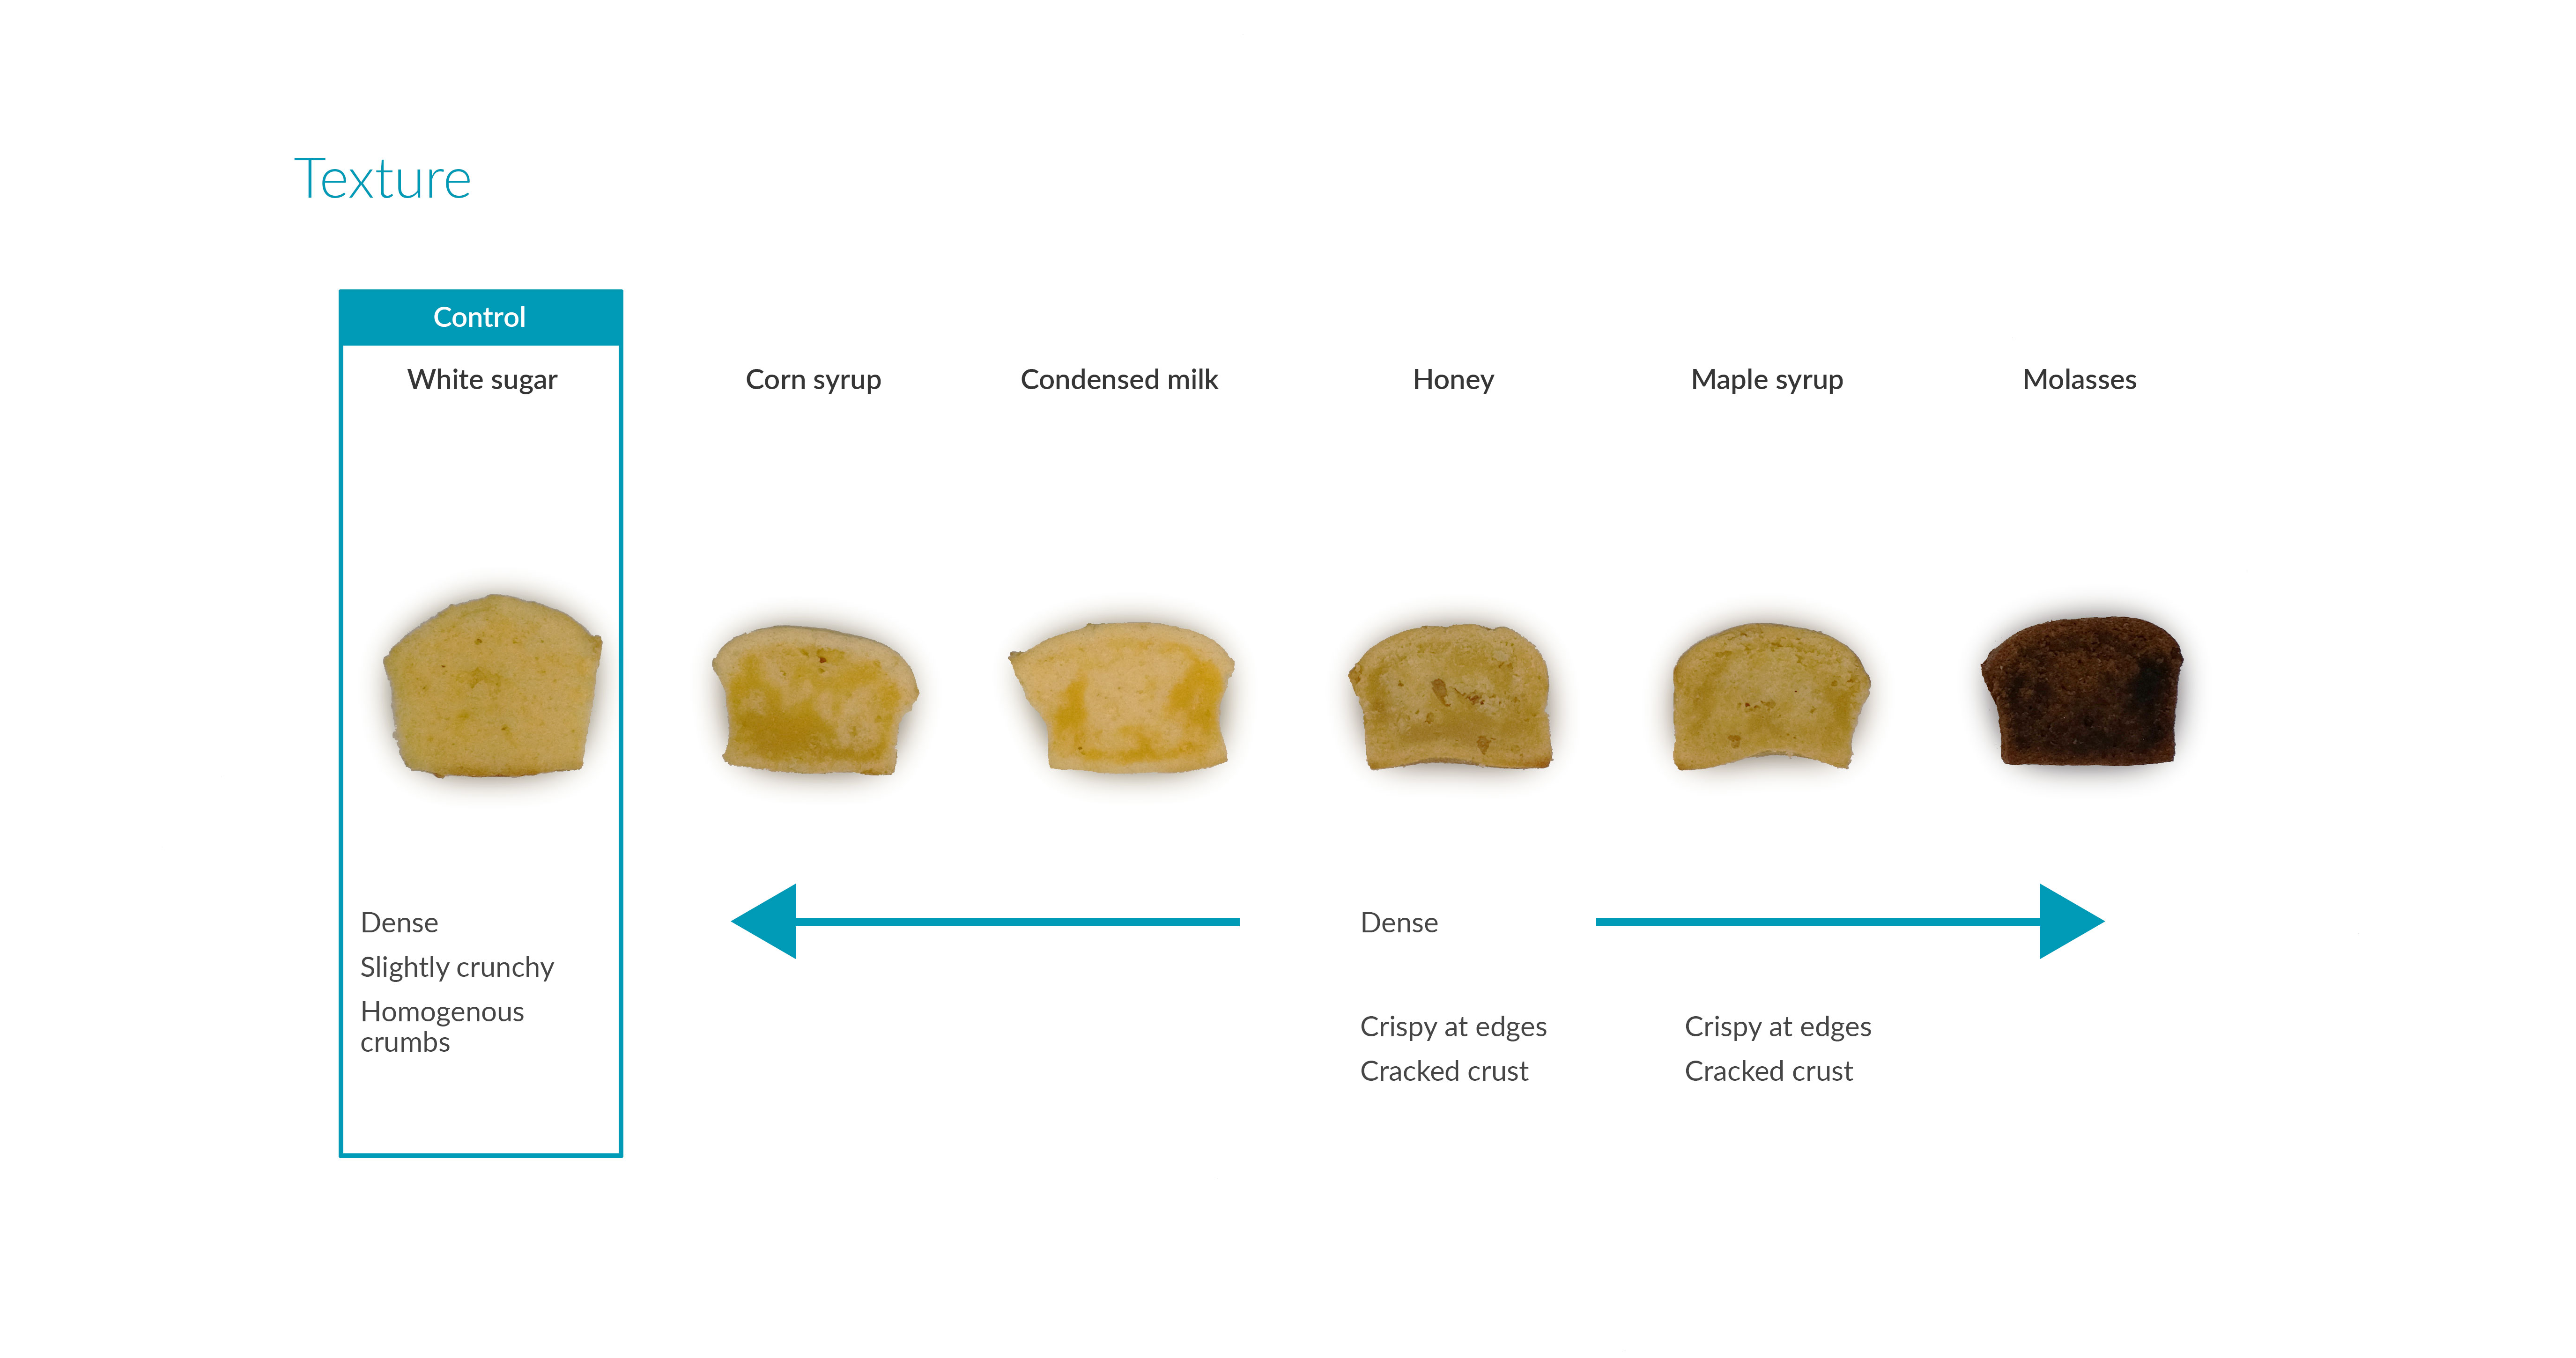 Texture
Control
White sugar
Corn syrup
Condensed milk
Honey
Maple syrup
Molasses
Dense
Slightly crunchy
Homogenous
crumbs
Dense
Crispy at edges
Cracked crust
Crispy at edges
Cracked crust